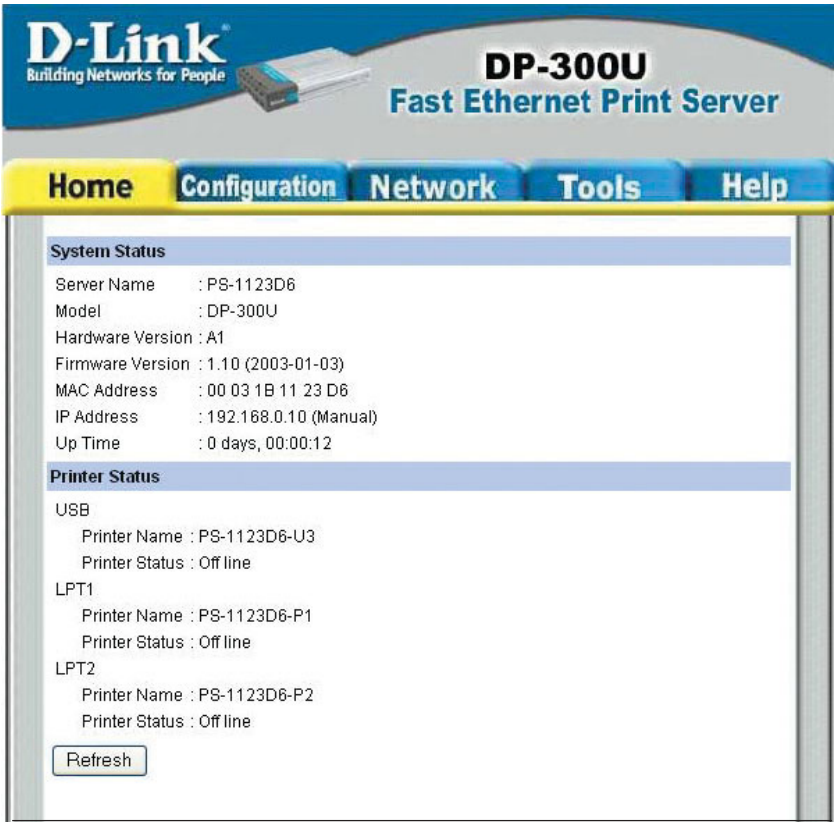 D-Link
Building Networks for People
DP-300U
Fast Ethernet Print Server
Home Configuration Network Tools Help
System Status
Server Name : PS-1123D6
Model : DP-300U
Hardware Version : A1
Firmware Version : 1.10 (2003-01-03)
MAC Address : 00 03 1B 11 23 D6
IP Address : 192.168.0.10 (Manual)
Up Time : 0 days, 00:00:12
Printer Status
USB
Printer Name : PS-1123D6-U3
Printer Status : Off line
LPT1
Printer Name : PS-1123D6-P1
Printer Status : Off line
LPT2
Printer Name : PS-1123D6-P2
Printer Status : Off line
Refresh